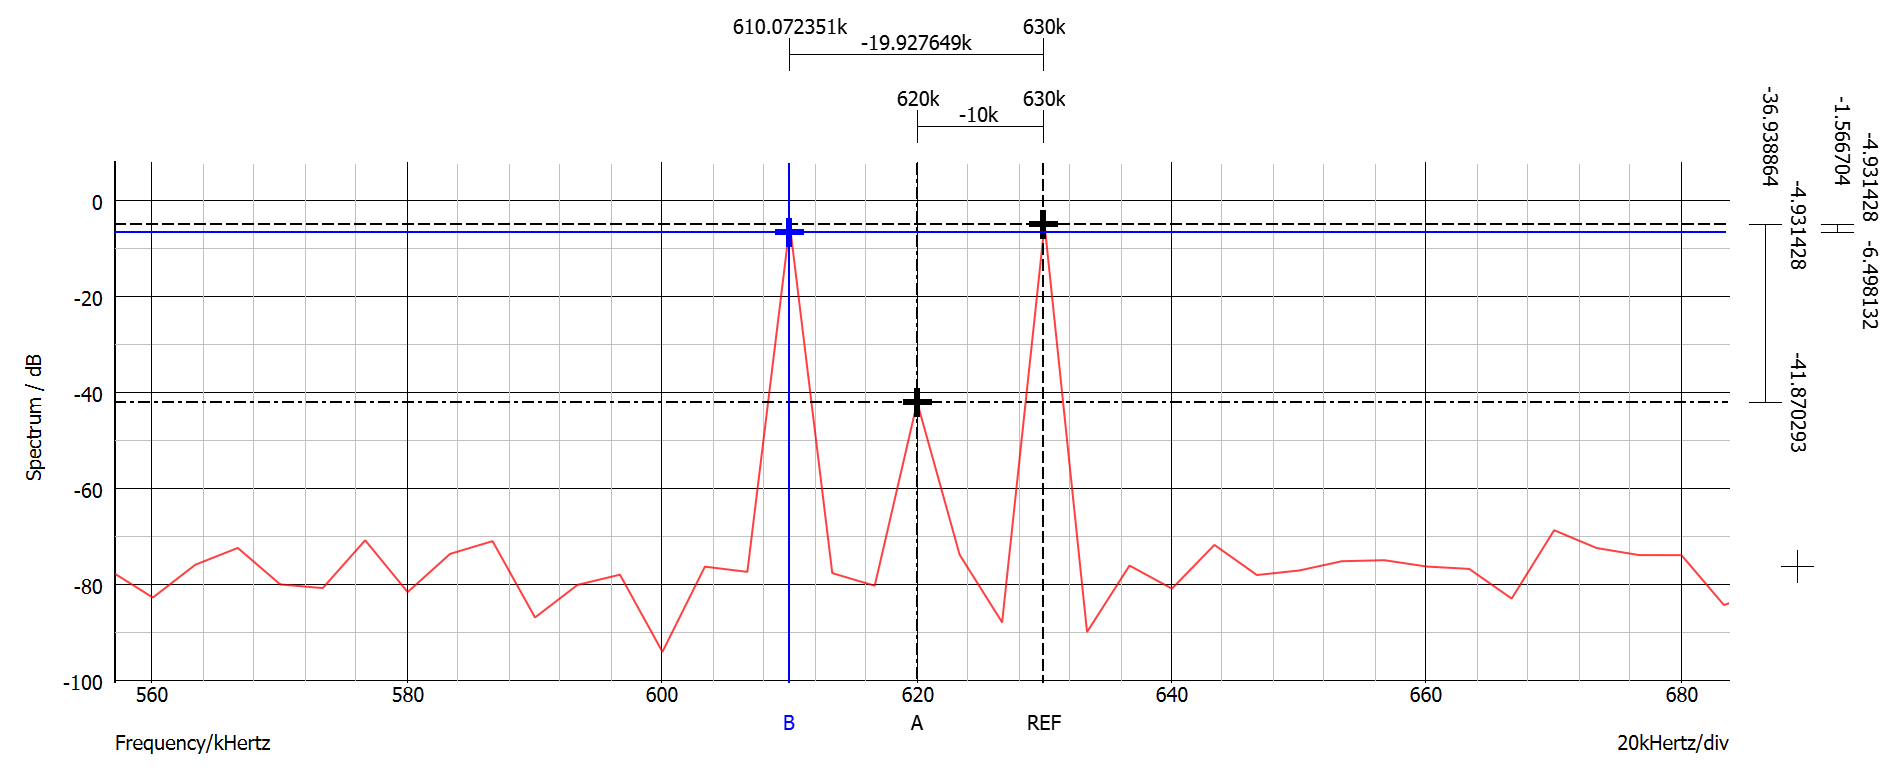 610.072351k 630k
-19.927649k
620k 630k
-10k
-36.938864
-4.931428
-41.870293
-1.566704
-4.931428
-6.498132
0
-20
-40
-60
-80
-100
Spectrum / dB
560 580 600 620 640 660 680
B A REF
Frequency/kHertz 20kHertz/div